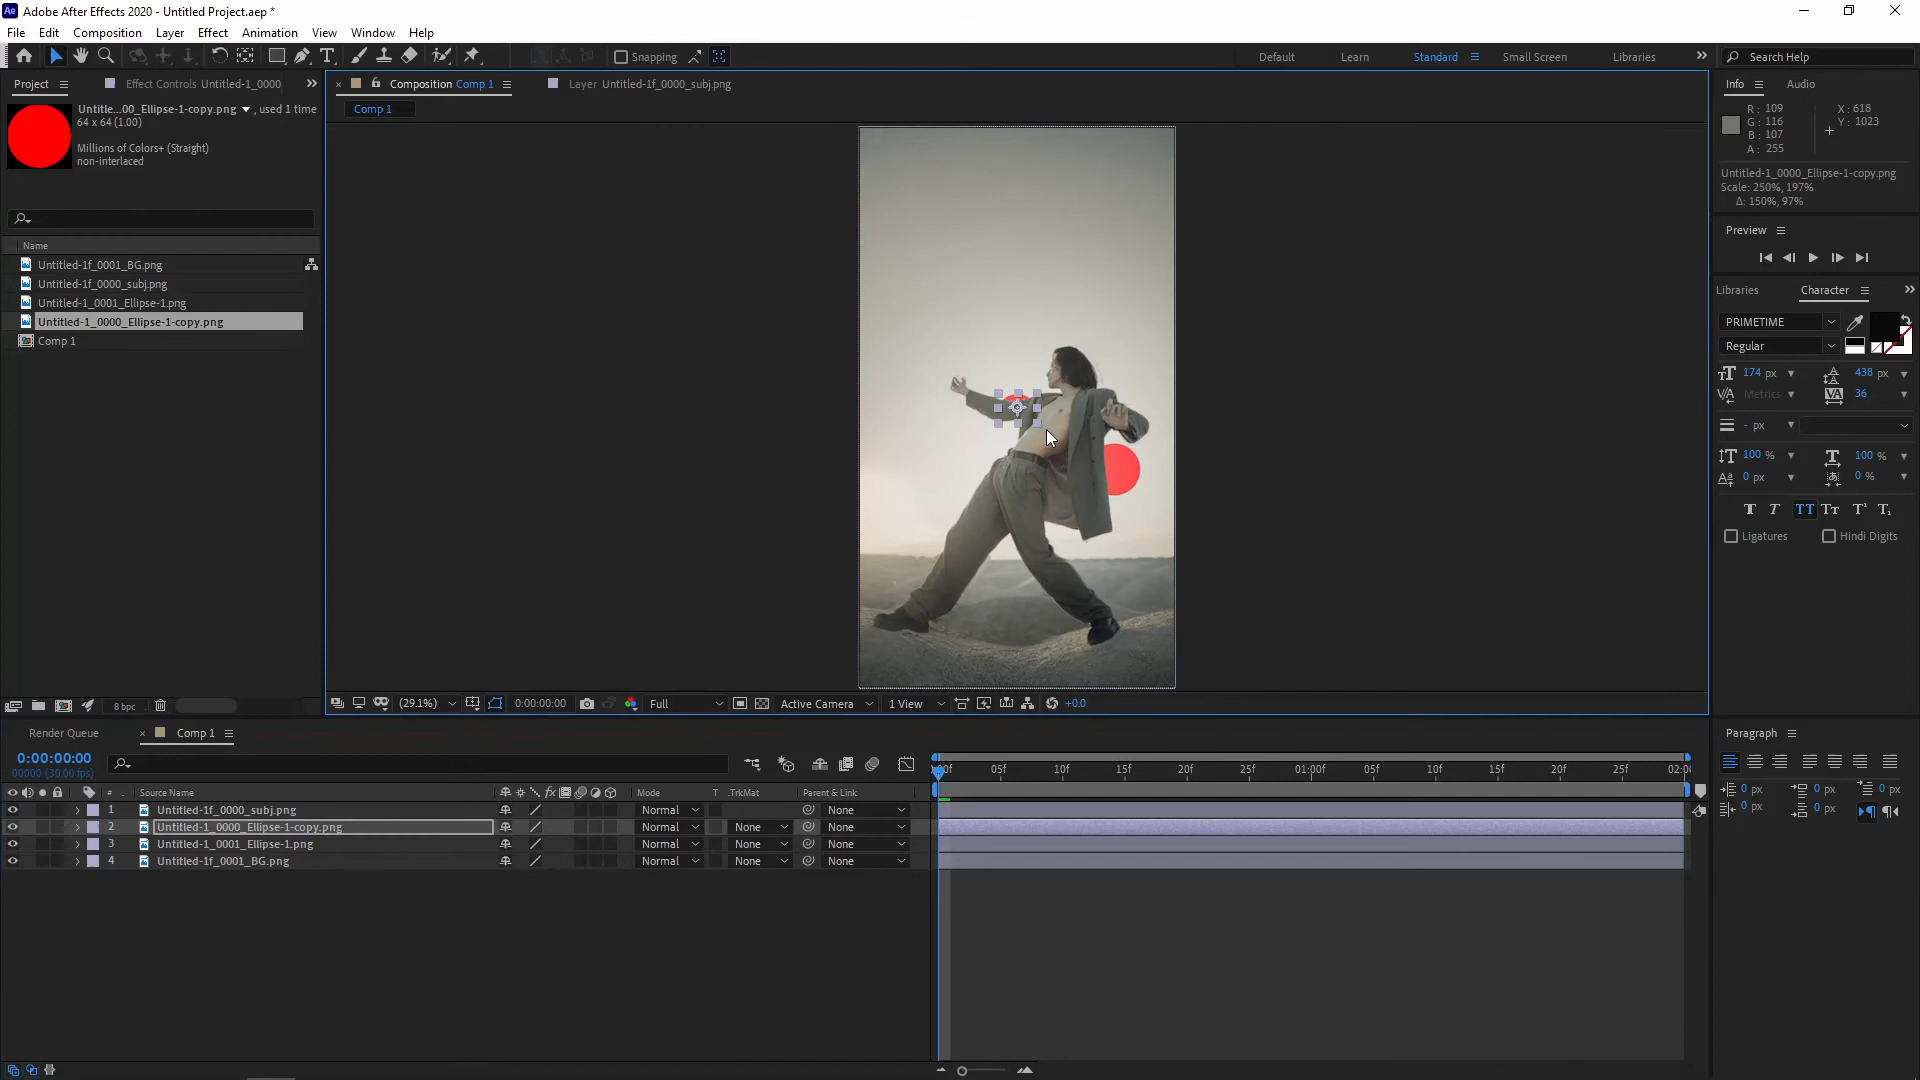 Ae Adobe After Effects 2020 - Untitled Project.aep *
File Edit Composition Layer Effect Animation View Window Help
Snapping Default Learn Standard Small Screen Libraries Search Help
Project Effect Controls Untitled-1_0000 Composition Comp 1 Layer Untitled-1f_0000_subj.png Info Audio
Untitle...00_Ellipse-1-copy.png , used 1 time
64 x 64 (1.00)
Comp 1
Millions of Colors+ (Straight)
non-interlaced
R: 109
G: 116
B: 107
A: 255
X: 618
Y: 1023
Untitled-1_0000_Ellipse-1-copy.png
Scale: 250%, 197%
Δ: 150%, 97%
Preview
Name
Untitled-1f_0001_BG.png
Untitled-1f_0000_subj.png
Untitled-1_0001_Ellipse-1.png
Untitled-1_0000_Ellipse-1-copy.png
Comp 1
Libraries Character
PRIMETIME
Regular
174 px 438 px
Metrics 36
- px
100 % 100 %
0 px 0 %
T T TT Tt T¹ T₁
Ligatures Hindi Digits
8 bpc (29.1%) 0:00:00:00 Full Active Camera 1 View +0.0
Render Queue Comp 1 Paragraph
0:00:00:00
00000 (30.00 fps)
05f 10f 15f 20f 25f 01:00f 05f 10f 15f 20f 25f 02:0
# Source Name fx Mode T .TrkMat Parent & Link
1 Untitled-1f_0000_subj.png Normal None
2 Untitled-1_0000_Ellipse-1-copy.png Normal None None
3 Untitled-1_0001_Ellipse-1.png Normal None None
4 Untitled-1f_0001_BG.png Normal None None
0 px 0 px 0 px
0 px 0 px